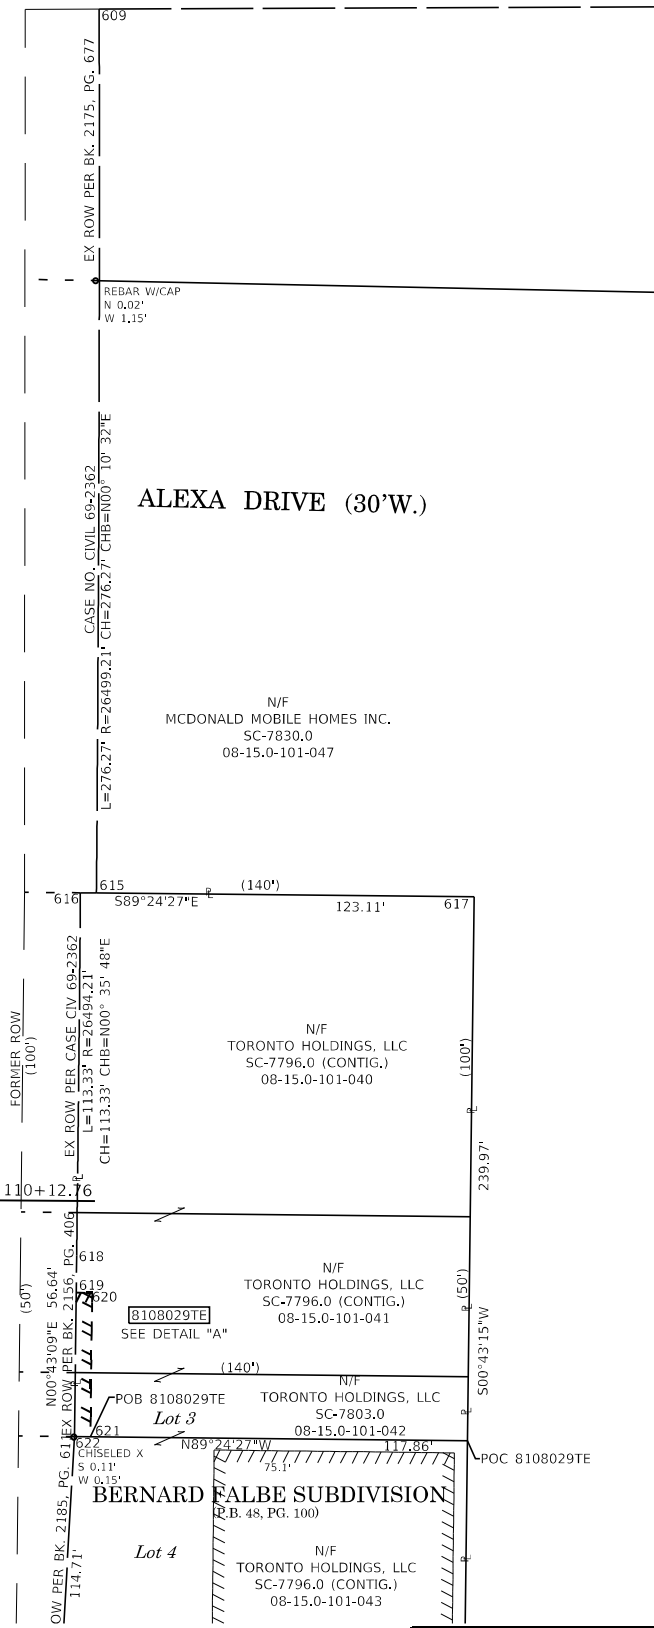 609
EX ROW PER BK. 2175, PG. 677
REBAR W/CAP
N 0.02'
W 1.15'
CASE NO. CIVIL 69-2362
L=276.27' R=26499.21' CH=276.27' CHB=N00° 10' 32"E
ALEXA DRIVE (30'W.)
N/F
MCDONALD MOBILE HOMES INC.
SC-7830.0
08-15.0-101-047
615
(140')
616
S89°24'27"E
123.11'
617
EX ROW PER CASE CIV 69-2362
L=113.33' R=26494.21'
CH=113.33' CHB=N00° 35' 48"E
FORMER ROW
(100')
N/F
TORONTO HOLDINGS, LLC
SC-7796.0 (CONTIG.)
08-15.0-101-040
(100')
239.97'
110+12.76
618
619
620
N00°43'09"E 56.64'
EX ROW PER BK. 2156, PG. 406
(50')
N/F
TORONTO HOLDINGS, LLC
SC-7796.0 (CONTIG.)
08-15.0-101-041
(50')
S00°43'15"W
8108029TE
SEE DETAIL "A"
(140')
N/F
TORONTO HOLDINGS, LLC
SC-7803.0
08-15.0-101-042
POB 8108029TE
Lot 3
621
622
N89°24'27"W
117.86'
POC 8108029TE
CHISELED X
S 0.11'
W 0.15'
75.1'
BERNARD FALBE SUBDIVISION
(P.B. 48, PG. 100)
OW PER BK. 2185, PG. 61
114.71'
Lot 4
N/F
TORONTO HOLDINGS, LLC
SC-7796.0 (CONTIG.)
08-15.0-101-043